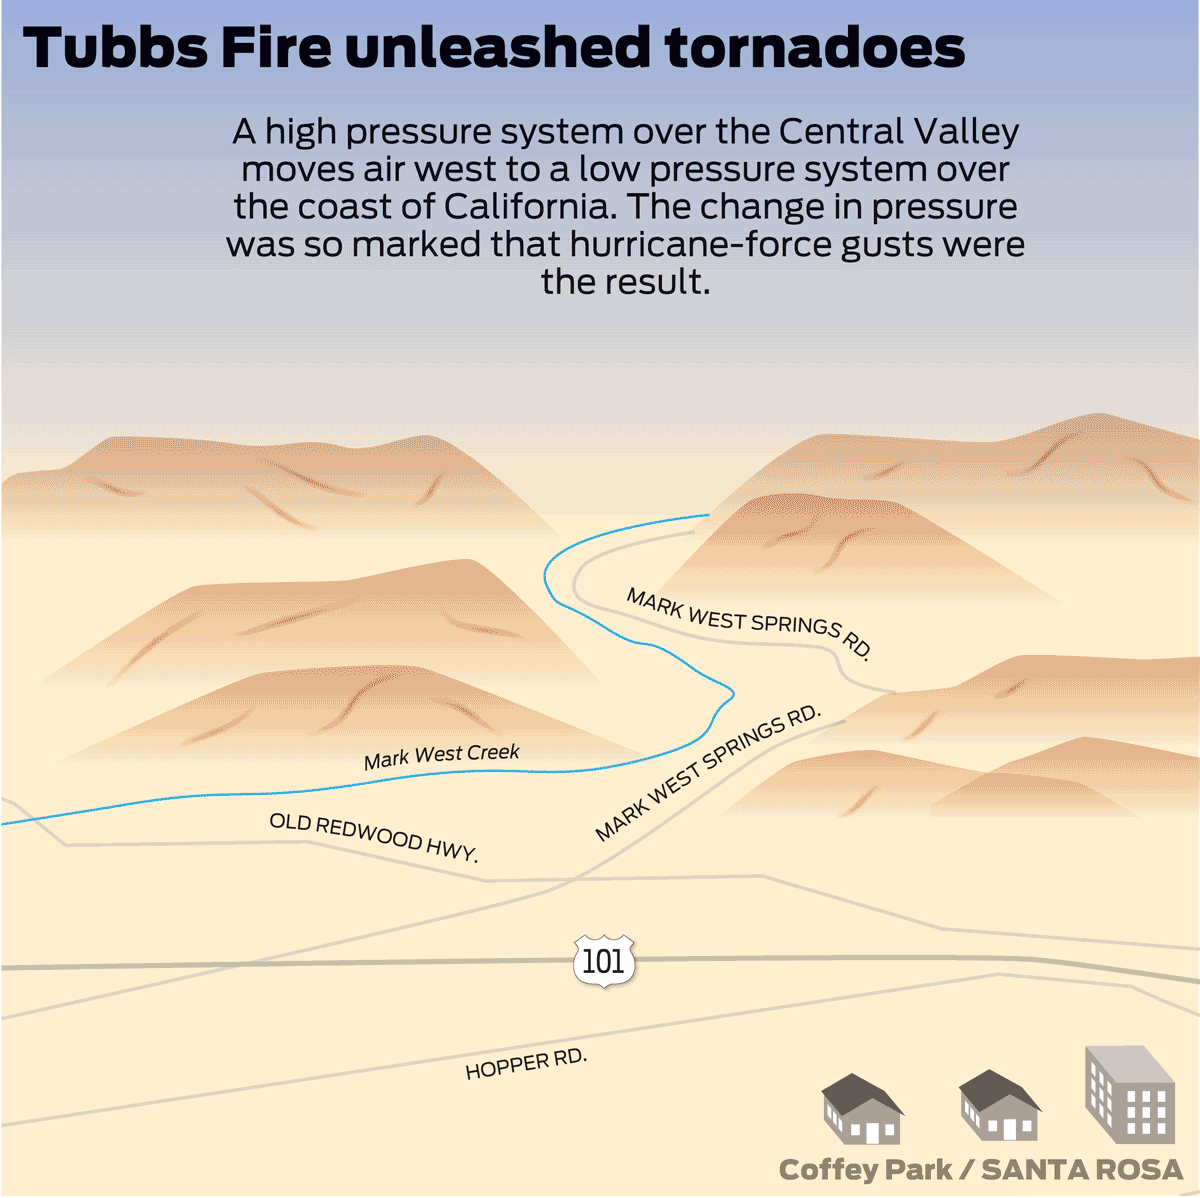 Tubbs Fire unleashed tornadoes
A high pressure system over the Central Valley
moves air west to a low pressure system over
the coast of California. The change in pressure
was so marked that hurricane-force gusts were
the result.
MARK WEST SPRINGS RD.
MARK WEST SPRINGS RD.
Mark West Creek
OLD REDWOOD HWY.
101
HOPPER RD.
Coffey Park / SANTA ROSA